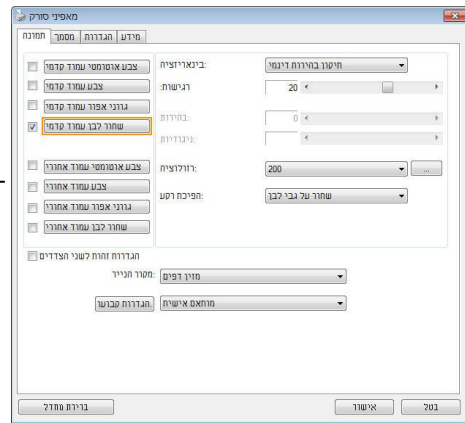 מאפיני סורק
תמונה מסמך הגדרות מידע
צבע אוטומטי עמוד קדמי
צבע עמוד קדמי
גווני אפור עמוד קדמי
שחור לבן עמוד קדמי
צבע אוטומטי עמוד אחורי
צבע עמוד אחורי
גווני אפור עמוד אחורי
שחור לבן עמוד אחורי
בינאריזציה: תיקון בהירות דינמי
רגישות: 20
בהירות: 0
ניגודיות:
רזולוציה: 200 ...
הפיכת רקע: שחור על גבי לבן
הגדרות זהות לשני הצדדים
מקור הנייר: מזין דפים
הגדרות קבועו. מותאם אישית
ברירת מחדל אישור בטל